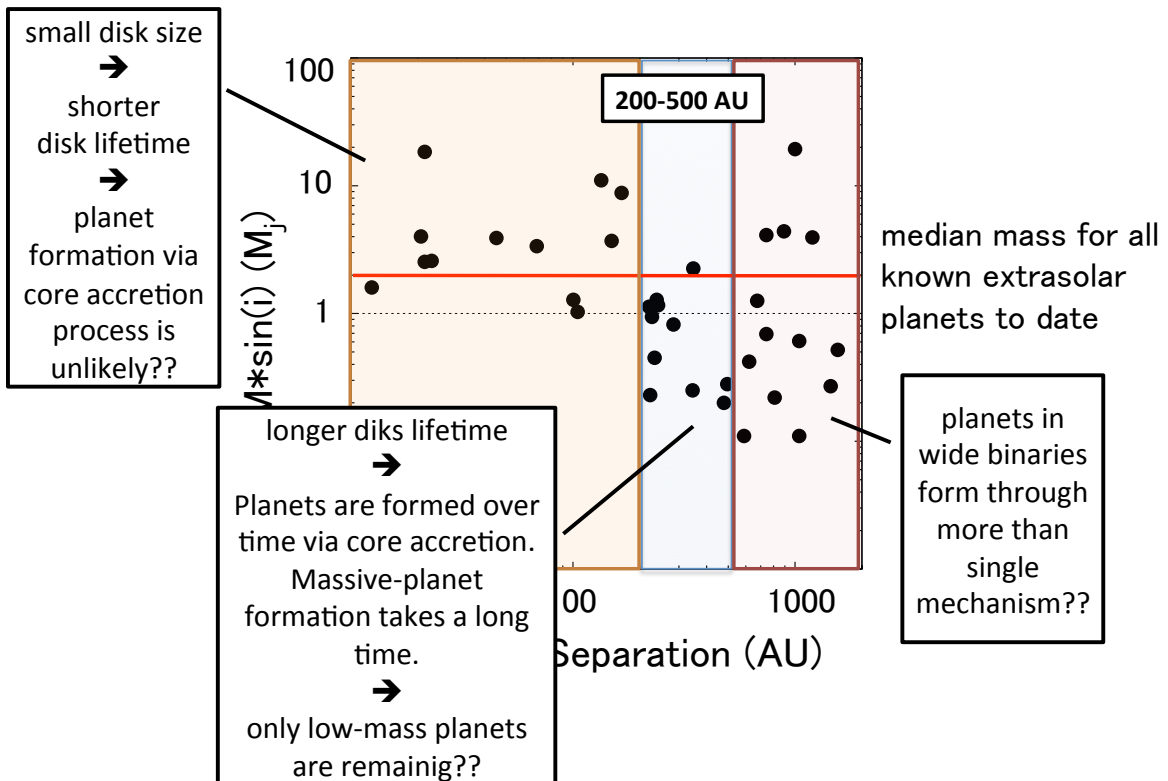 small disk size
➔
shorter
disk lifetime
➔
planet
formation via
core accretion
process is
unlikely??
100
10
1
M*sin(i) (Mj)
200-500 AU
median mass for all
known extrasolar
planets to date
longer diks lifetime
➔
Planets are formed over
time via core accretion.
Massive-planet
formation takes a long
time.
➔
only low-mass planets
are remainig??
planets in
wide binaries
form through
more than
single
mechanism??
00
1000
Separation (AU)